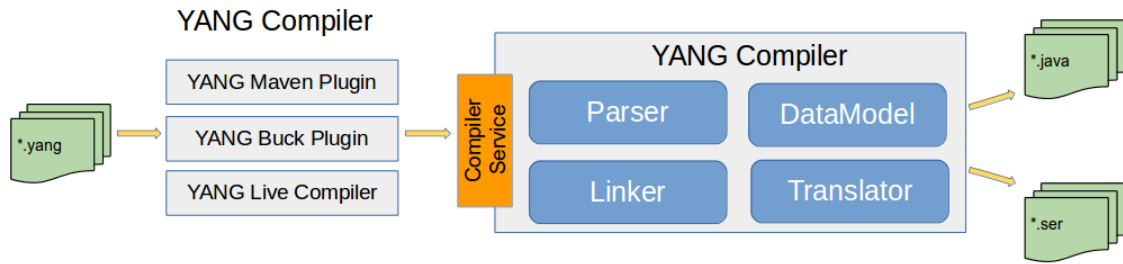 YANG Compiler
*.yang
YANG Maven Plugin
YANG Buck Plugin
YANG Live Compiler
Compiler
Service
YANG Compiler
Parser
DataModel
Linker
Translator
*.java
*.ser